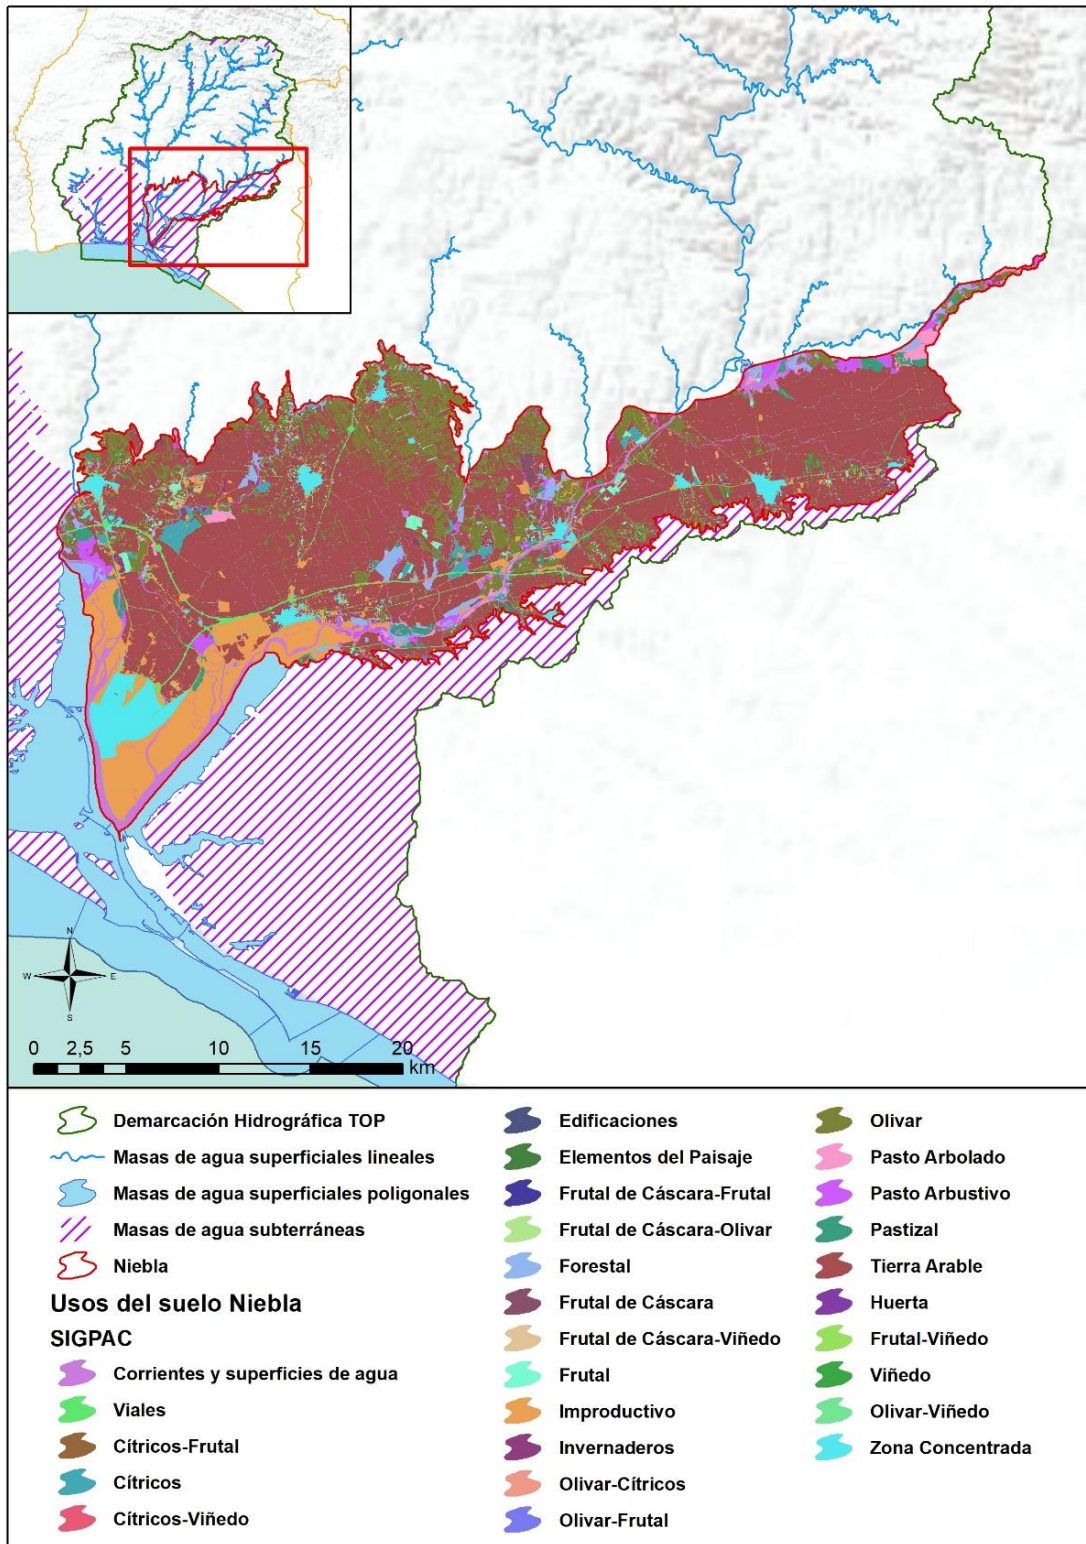 N
W E
S
0 2,5 5 10 15 20
km
Demarcación Hidrográfica TOP
Masas de agua superficiales lineales
Masas de agua superficiales poligonales
Masas de agua subterráneas
Niebla
Usos del suelo Niebla
SIGPAC
Corrientes y superficies de agua
Viales
Cítricos-Frutal
Cítricos
Cítricos-Viñedo
Edificaciones
Elementos del Paisaje
Frutal de Cáscara-Frutal
Frutal de Cáscara-Olivar
Forestal
Frutal de Cáscara
Frutal de Cáscara-Viñedo
Frutal
Improductivo
Invernaderos
Olivar-Cítricos
Olivar-Frutal
Olivar
Pasto Arbolado
Pasto Arbustivo
Pastizal
Tierra Arable
Huerta
Frutal-Viñedo
Viñedo
Olivar-Viñedo
Zona Concentrada